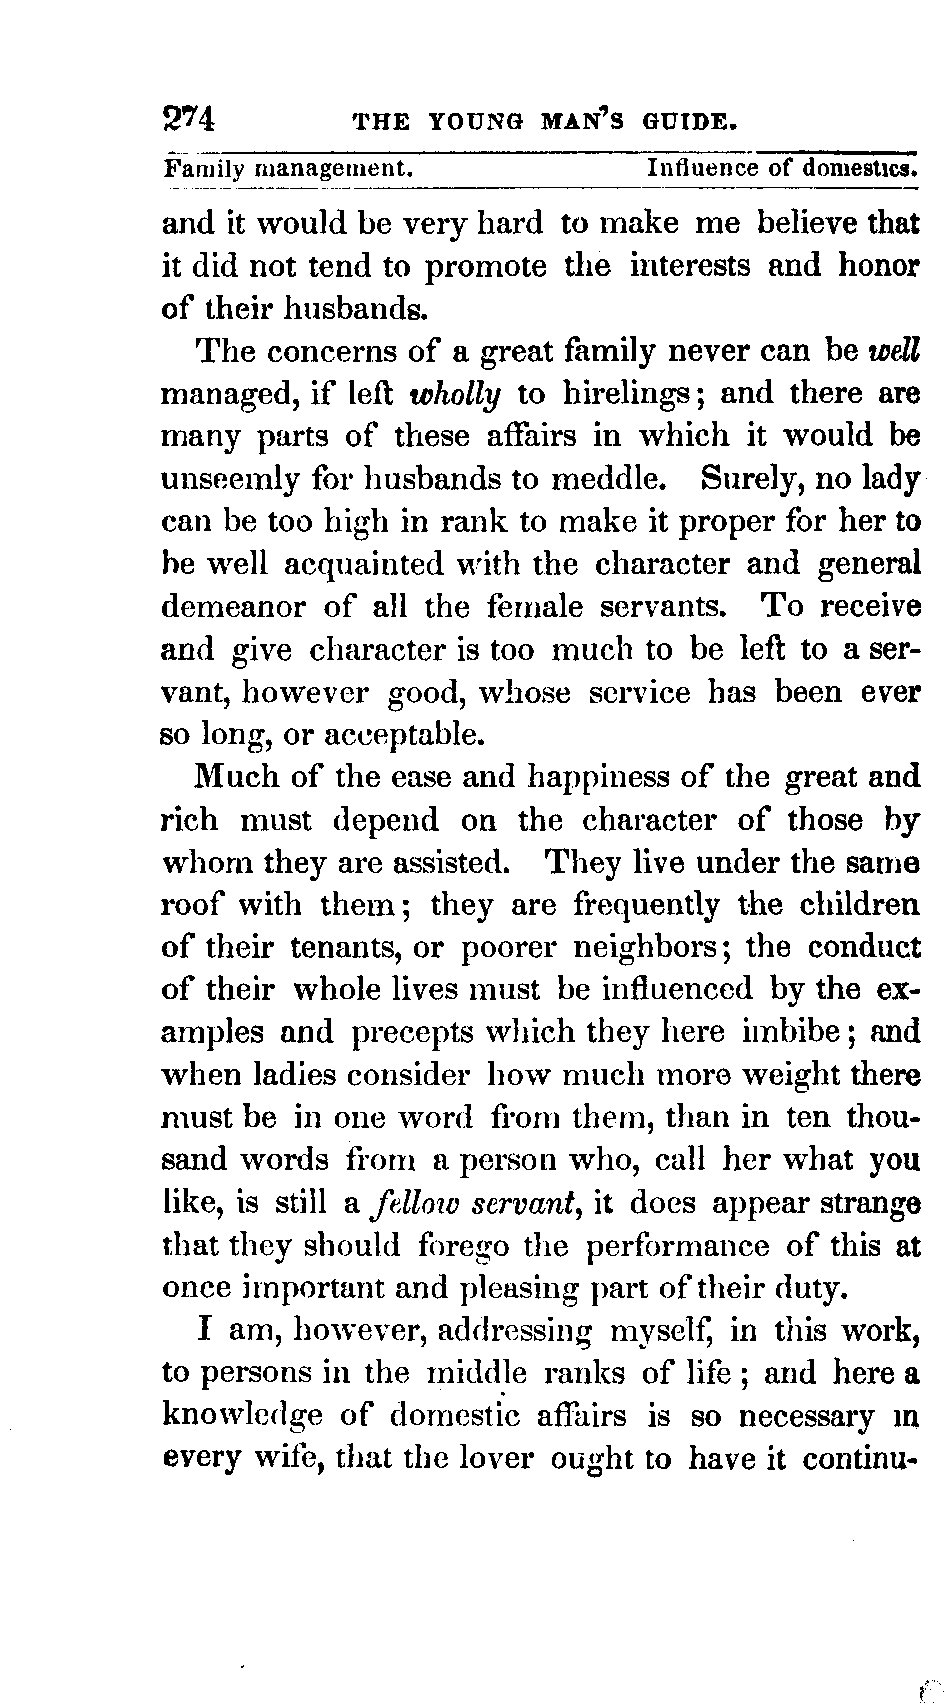 274 THE YOUNG MAN'S GUIDE.
Family management. Influence of domestics.
and it would be very hard to make me believe that
it did not tend to promote the interests and honor
of their husbands.
The concerns of a great family never can be well
managed, if left wholly to hirelings; and there are
many parts of these affairs in which it would be
unseemly for husbands to meddle. Surely, no lady
can be too high in rank to make it proper for her to
be well acquainted with the character and general
demeanor of all the female servants. To receive
and give character is too much to be left to a ser-
vant, however good, whose service has been ever
so long, or acceptable.
Much of the ease and happiness of the great and
rich must depend on the character of those by
whom they are assisted. They live under the same
roof with them; they are frequently the children
of their tenants, or poorer neighbors; the conduct
of their whole lives must be influenced by the ex-
amples and precepts which they here imbibe; and
when ladies consider how much more weight there
must be in one word from them, than in ten thou-
sand words from a person who, call her what you
like, is still a fellow servant, it does appear strange
that they should forego the performance of this at
once important and pleasing part of their duty.
I am, however, addressing myself, in this work,
to persons in the middle ranks of life; and here a
knowledge of domestic affairs is so necessary in
every wife, that the lover ought to have it continu-